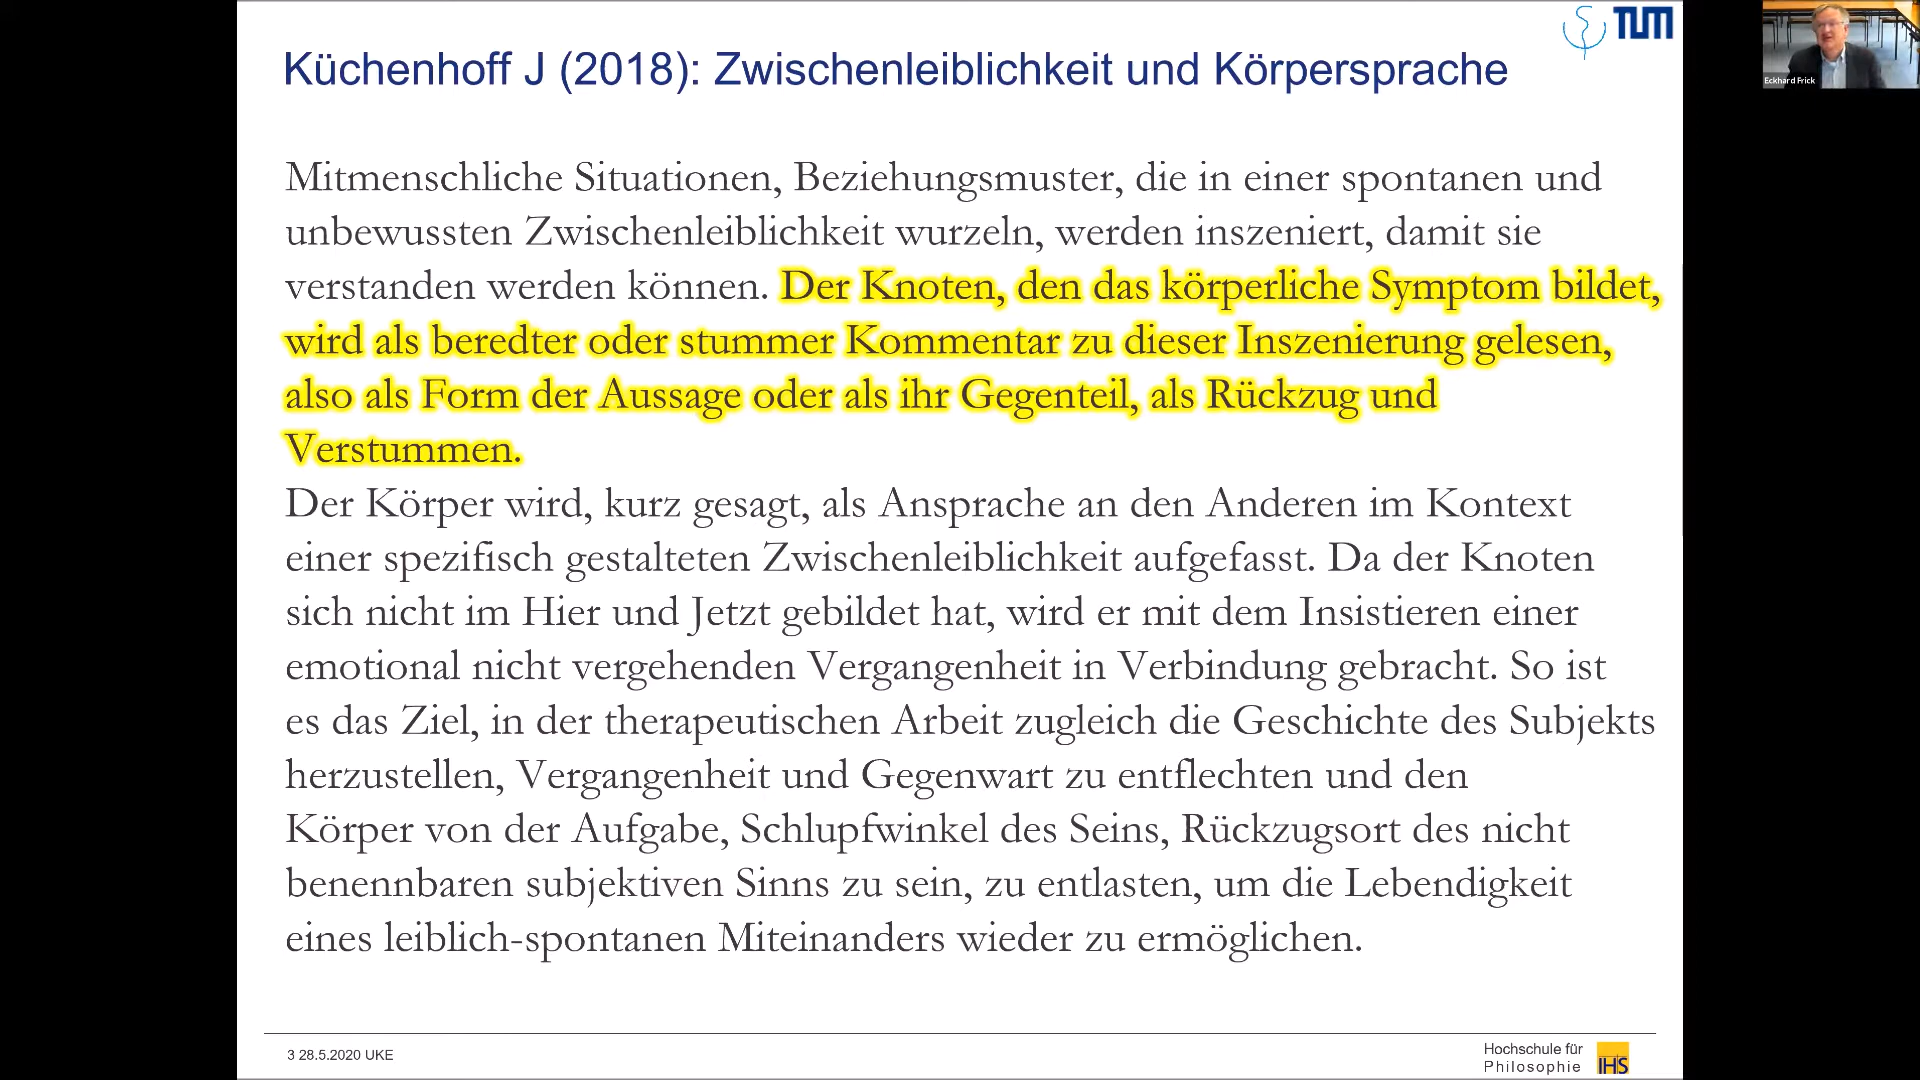 TUM
Küchenhoff J (2018): Zwischenleiblichkeit und Körpersprache
Eckhard Frick
Mitmenschliche Situationen, Beziehungsmuster, die in einer spontanen und
unbewussten Zwischenleiblichkeit wurzeln, werden inszeniert, damit sie
verstanden werden können. Der Knoten, den das körperliche Symptom bildet,
wird als beredter oder stummer Kommentar zu dieser Inszenierung gelesen,
also als Form der Aussage oder als ihr Gegenteil, als Rückzug und
Verstummen.
Der Körper wird, kurz gesagt, als Ansprache an den Anderen im Kontext
einer spezifisch gestalteten Zwischenleiblichkeit aufgefasst. Da der Knoten
sich nicht im Hier und Jetzt gebildet hat, wird er mit dem Insistieren einer
emotional nicht vergehenden Vergangenheit in Verbindung gebracht. So ist
es das Ziel, in der therapeutischen Arbeit zugleich die Geschichte des Subjekts
herzustellen, Vergangenheit und Gegenwart zu entflechten und den
Körper von der Aufgabe, Schlupfwinkel des Seins, Rückzugsort des nicht
benennbaren subjektiven Sinns zu sein, zu entlasten, um die Lebendigkeit
eines leiblich-spontanen Miteinanders wieder zu ermöglichen.
3 28.5.2020 UKE
Hochschule für
Philosophie
IHS